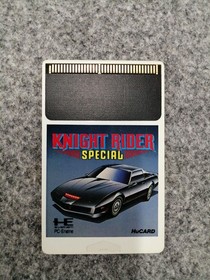 KNIGHT RIDER
SPECIAL
PC Engine
HuCARD